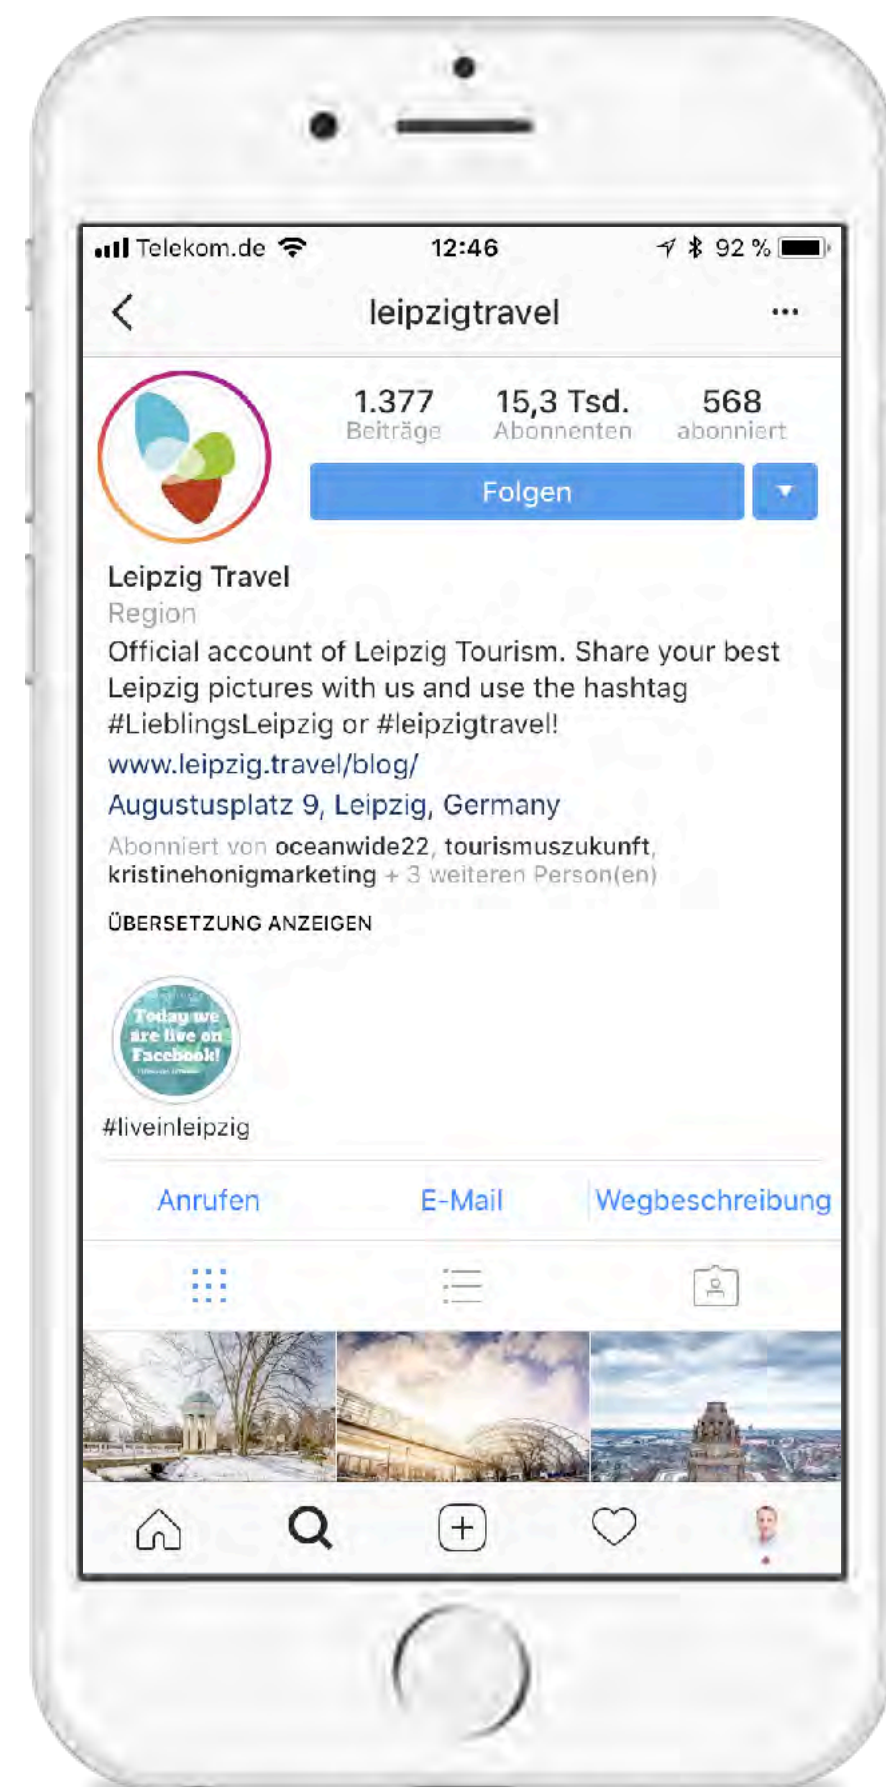 Telekom.de 12:46 92 %
leipzigtravel
1.377 15,3 Tsd. 568
Beiträge Abonnenten abonniert
Folgen
Leipzig Travel
Region
Official account of Leipzig Tourism. Share your best
Leipzig pictures with us and use the hashtag
#LieblingsLeipzig or #leipzigtravel!
www.leipzig.travel/blog/
Augustusplatz 9, Leipzig, Germany
Abonniert von oceanwide22, tourismuszukunft,
kristinehonigmarketing + 3 weiteren Person(en)
ÜBERSETZUNG ANZEIGEN
Today we
are live on
Facebook!
#liveinleipzig
Anrufen E-Mail Wegbeschreibung